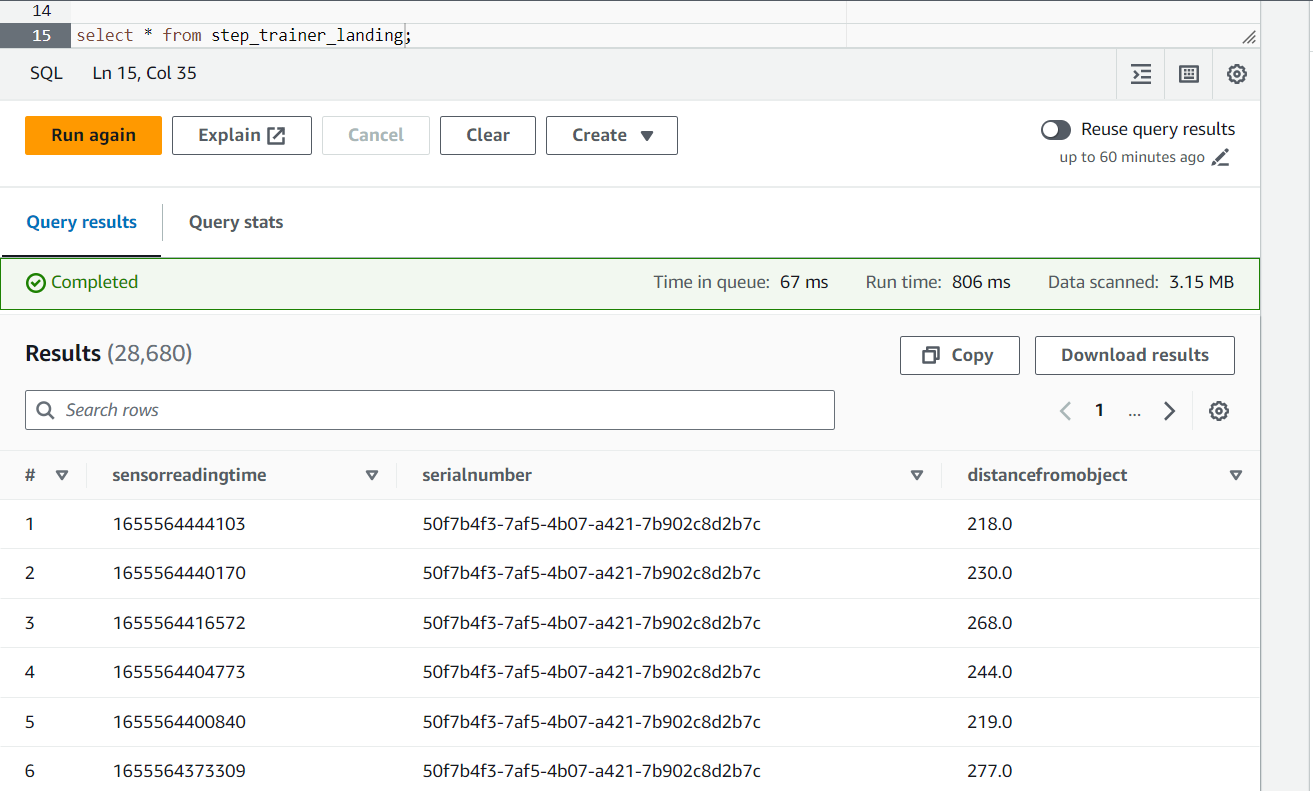 14
15 select * from step_trainer_landing;
SQL Ln 15, Col 35
Run again Explain Cancel Clear Create Reuse query results
up to 60 minutes ago
Query results Query stats
Completed Time in queue: 67 ms Run time: 806 ms Data scanned: 3.15 MB
Results (28,680) Copy Download results
Search rows 1 ...
# sensorreadingtime serialnumber distancefromobject
1 1655564444103 50f7b4f3-7af5-4b07-a421-7b902c8d2b7c 218.0
2 1655564440170 50f7b4f3-7af5-4b07-a421-7b902c8d2b7c 230.0
3 1655564416572 50f7b4f3-7af5-4b07-a421-7b902c8d2b7c 268.0
4 1655564404773 50f7b4f3-7af5-4b07-a421-7b902c8d2b7c 244.0
5 1655564400840 50f7b4f3-7af5-4b07-a421-7b902c8d2b7c 219.0
6 1655564373309 50f7b4f3-7af5-4b07-a421-7b902c8d2b7c 277.0